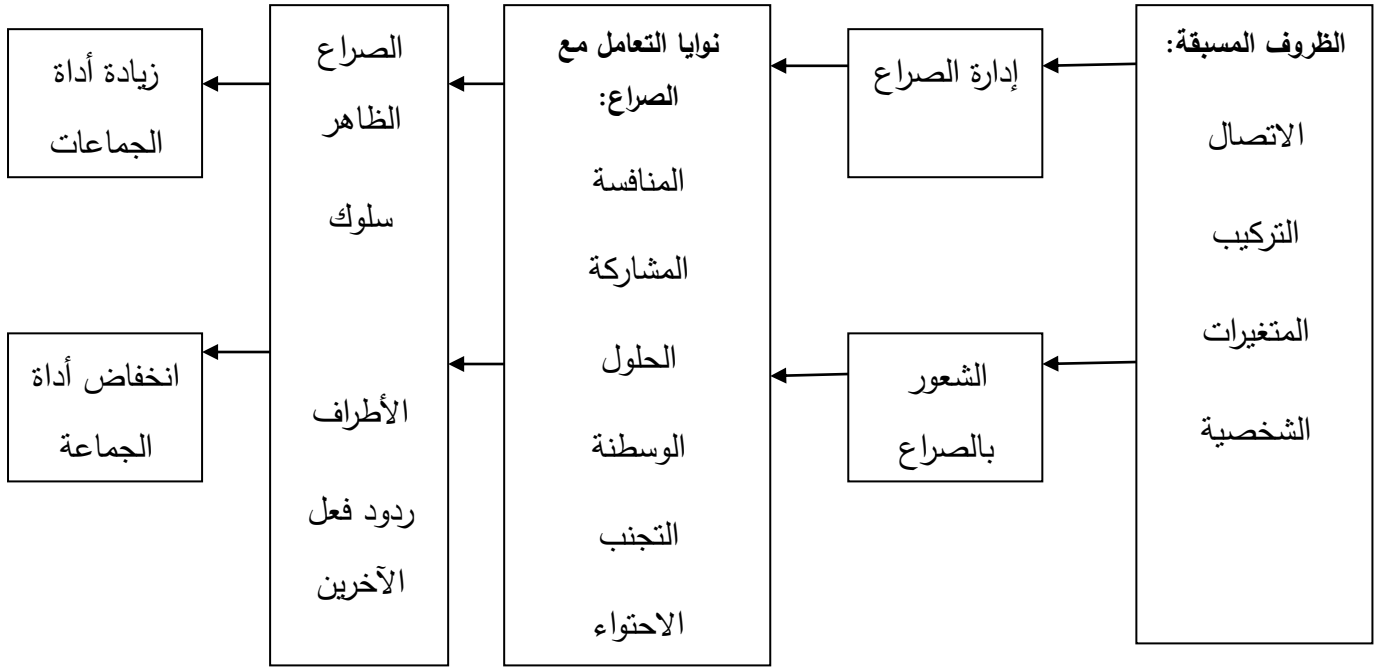 الظروف المسبقة:
الاتصال
التركيب
المتغيرات
الشخصية
إدارة الصراع
الشعور
بالصراع
نوايا التعامل مع
الصراع:
المنافسة
المشاركة
الحلول
الوسطنة
التجنب
الاحتواء
الصراع
الظاهر
سلوك
الأطراف
ردود فعل
الآخرين
زيادة أداة
الجماعات
انخفاض أداة
الجماعة